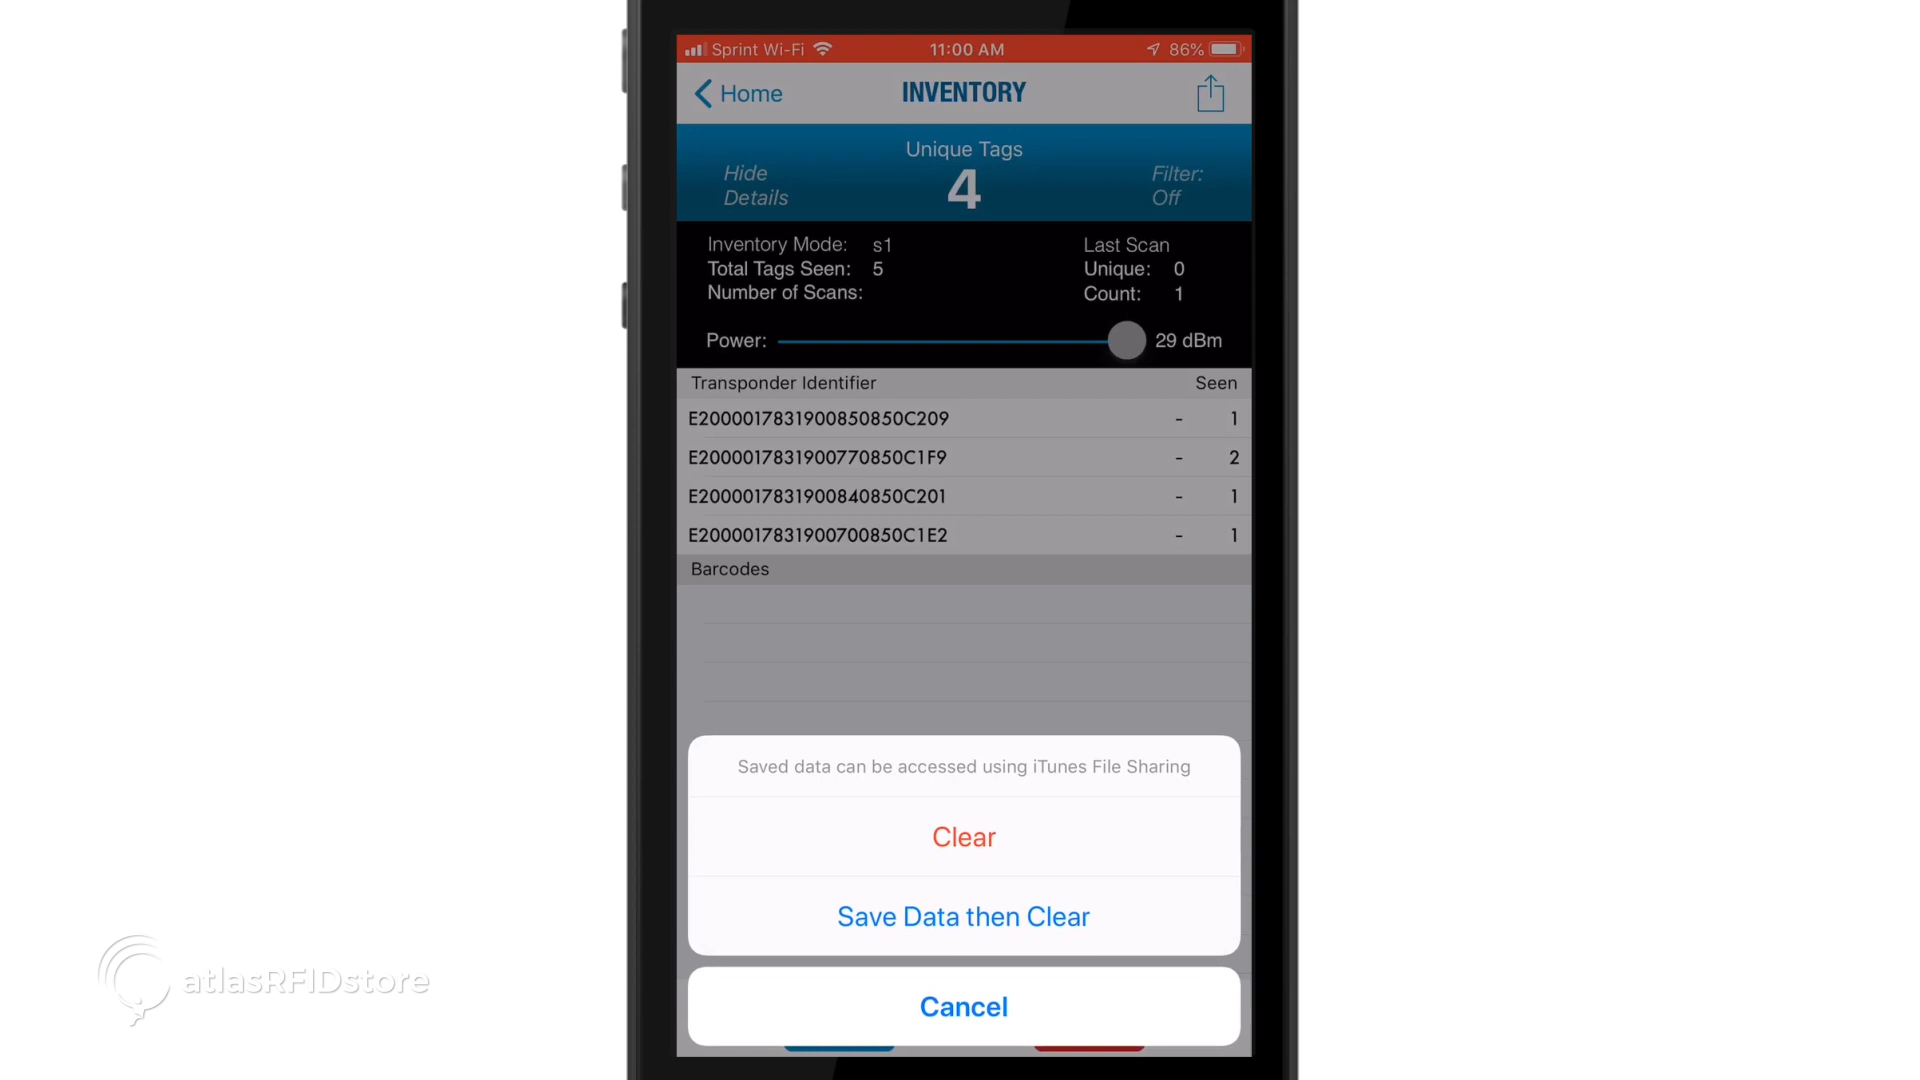 Sprint Wi-Fi 11:00 AM 86%
Home INVENTORY
Unique Tags
Hide
Details
4
Filter:
Off
Inventory Mode: s1
Total Tags Seen: 5
Number of Scans:
Last Scan
Unique: 0
Count: 1
Power: 29 dBm
Transponder Identifier Seen
E2000017831900850850C209 - 1
E2000017831900770850C1F9 - 2
E2000017831900840850C201 - 1
E2000017831900700850C1E2 - 1
Barcodes
Saved data can be accessed using iTunes File Sharing
Clear
Save Data then Clear
Cancel
atlasRFIDstore